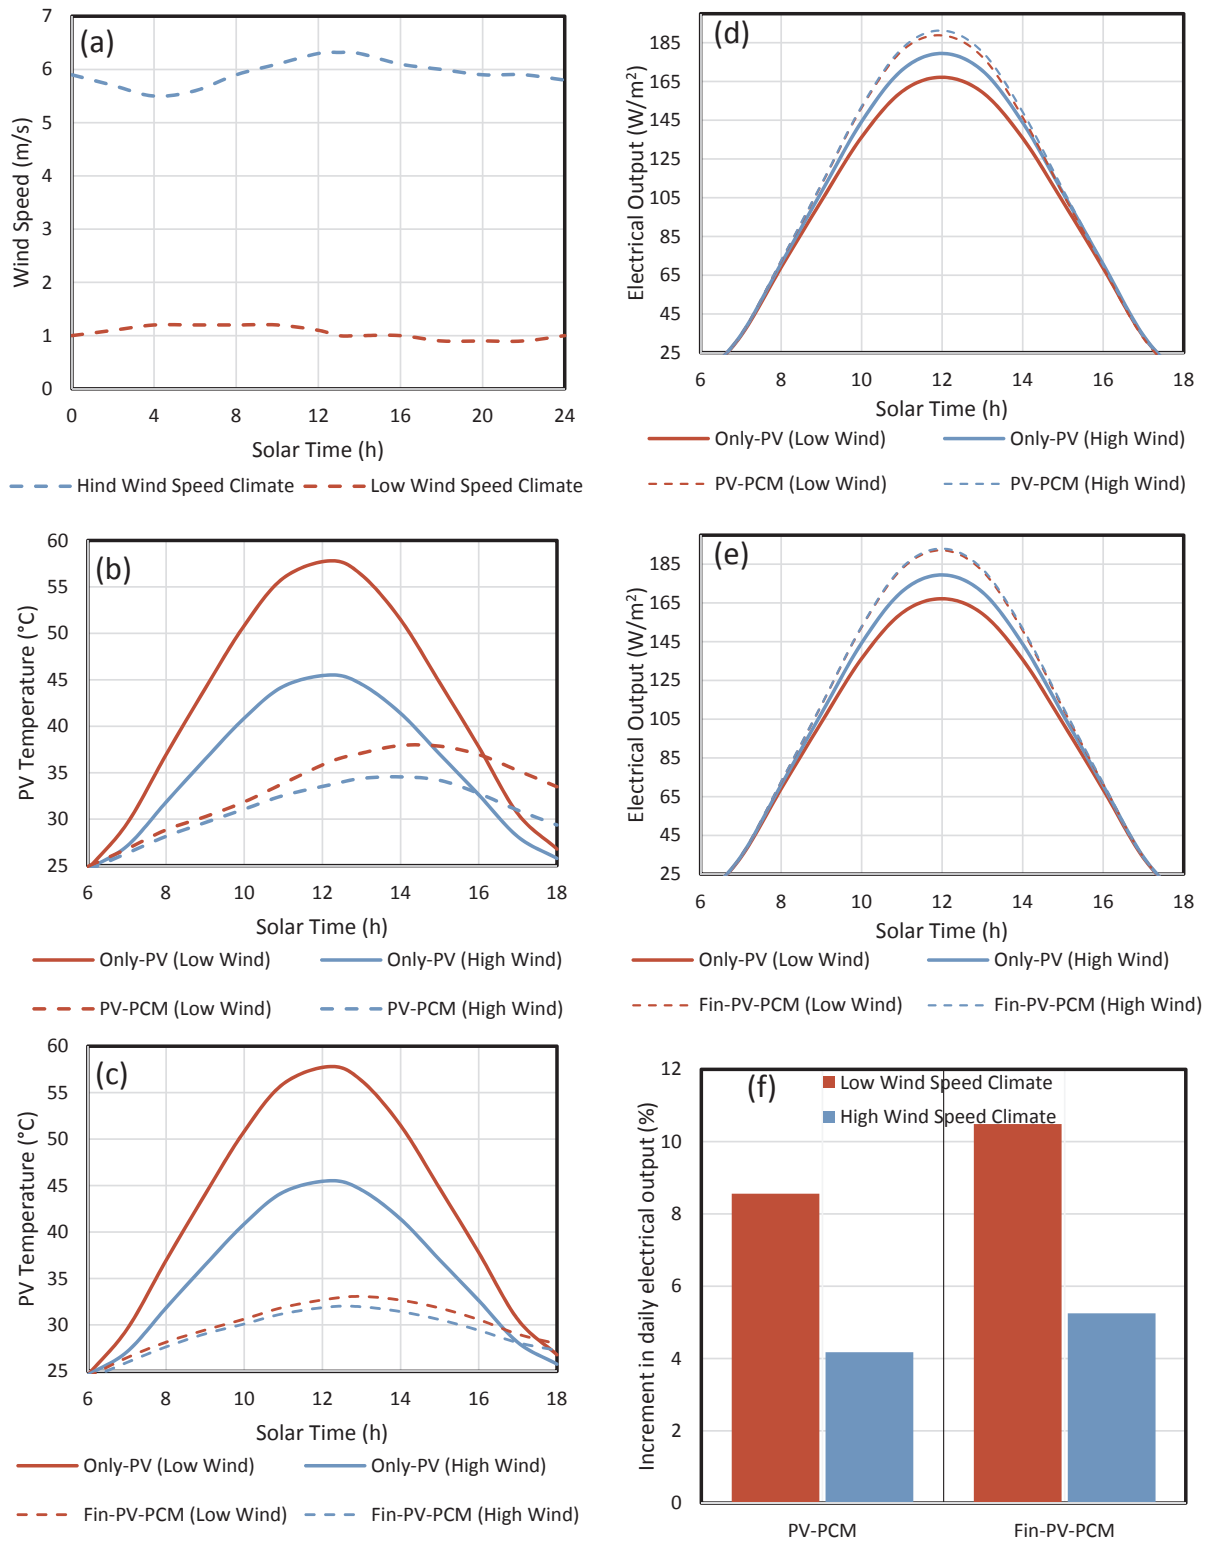 (a)
Wind Speed (m/s)
7
6
5
4
3
2
1
0
0 4 8 12 16 20 24
Solar Time (h)
Hind Wind Speed Climate Low Wind Speed Climate
(b)
PV Temperature (°C)
60
55
50
45
40
35
30
25
6 8 10 12 14 16 18
Solar Time (h)
Only-PV (Low Wind) Only-PV (High Wind)
PV-PCM (Low Wind) PV-PCM (High Wind)
(c)
PV Temperature (°C)
60
55
50
45
40
35
30
25
6 8 10 12 14 16 18
Solar Time (h)
Only-PV (Low Wind) Only-PV (High Wind)
Fin-PV-PCM (Low Wind) Fin-PV-PCM (High Wind)
(d)
Electrical Output (W/m²)
185
165
145
125
105
85
65
45
25
6 8 10 12 14 16 18
Solar Time (h)
Only-PV (Low Wind) Only-PV (High Wind)
PV-PCM (Low Wind) PV-PCM (High Wind)
(e)
Electrical Output (W/m²)
185
165
145
125
105
85
65
45
25
6 8 10 12 14 16 18
Solar Time (h)
Only-PV (Low Wind) Only-PV (High Wind)
Fin-PV-PCM (Low Wind) Fin-PV-PCM (High Wind)
(f)
Low Wind Speed Climate
High Wind Speed Climate
Increment in daily electrical output (%)
12
10
8
6
4
2
0
PV-PCM Fin-PV-PCM